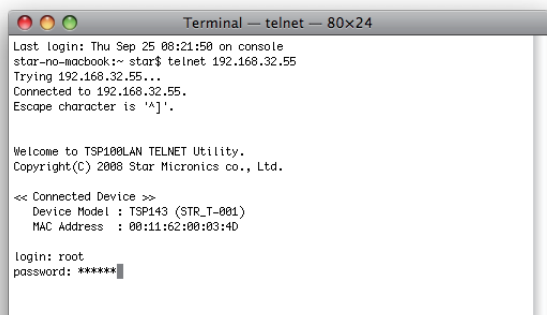 Terminal — telnet — 80×24
Last login: Thu Sep 25 08:21:50 on console
star-no-macbook:~ star$ telnet 192.168.32.55
Trying 192.168.32.55...
Connected to 192.168.32.55.
Escape character is '^]'.
Welcome to TSP100LAN TELNET Utility.
Copyright(C) 2008 Star Micronics co., Ltd.
<< Connected Device >>
Device Model : TSP143 (STR_T-001)
MAC Address : 00:11:62:00:03:4D
login: root
password: ******